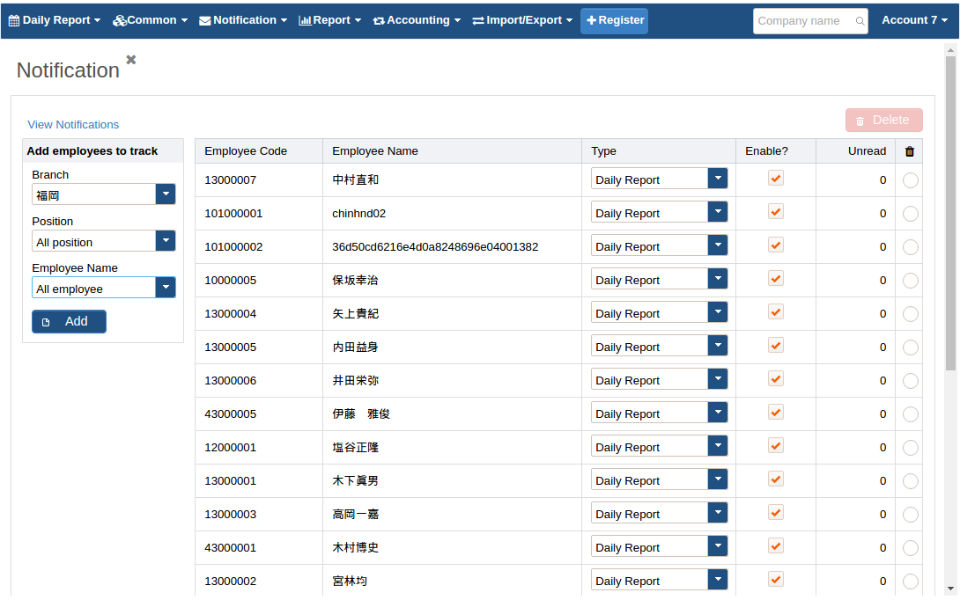 Daily Report Common Notification Report Accounting Import/Export Register Company name Account 7
Notification
View Notifications
Delete
Add employees to track
Branch
福岡
Position
All position
Employee Name
All employee
Add
Employee Code Employee Name Type Enable? Unread
13000007 中村直和 Daily Report 0
101000001 chinhnd02 Daily Report 0
101000002 36d50cd6216e4d0a8248696e04001382 Daily Report 0
10000005 保坂幸治 Daily Report 0
13000004 矢上貴紀 Daily Report 0
13000005 内田益身 Daily Report 0
13000006 井田栄弥 Daily Report 0
43000005 伊藤　雅俊 Daily Report 0
12000001 塩谷正隆 Daily Report 0
13000001 木下眞男 Daily Report 0
13000003 高岡一嘉 Daily Report 0
43000001 木村博史 Daily Report 0
13000002 宮林均 Daily Report 0